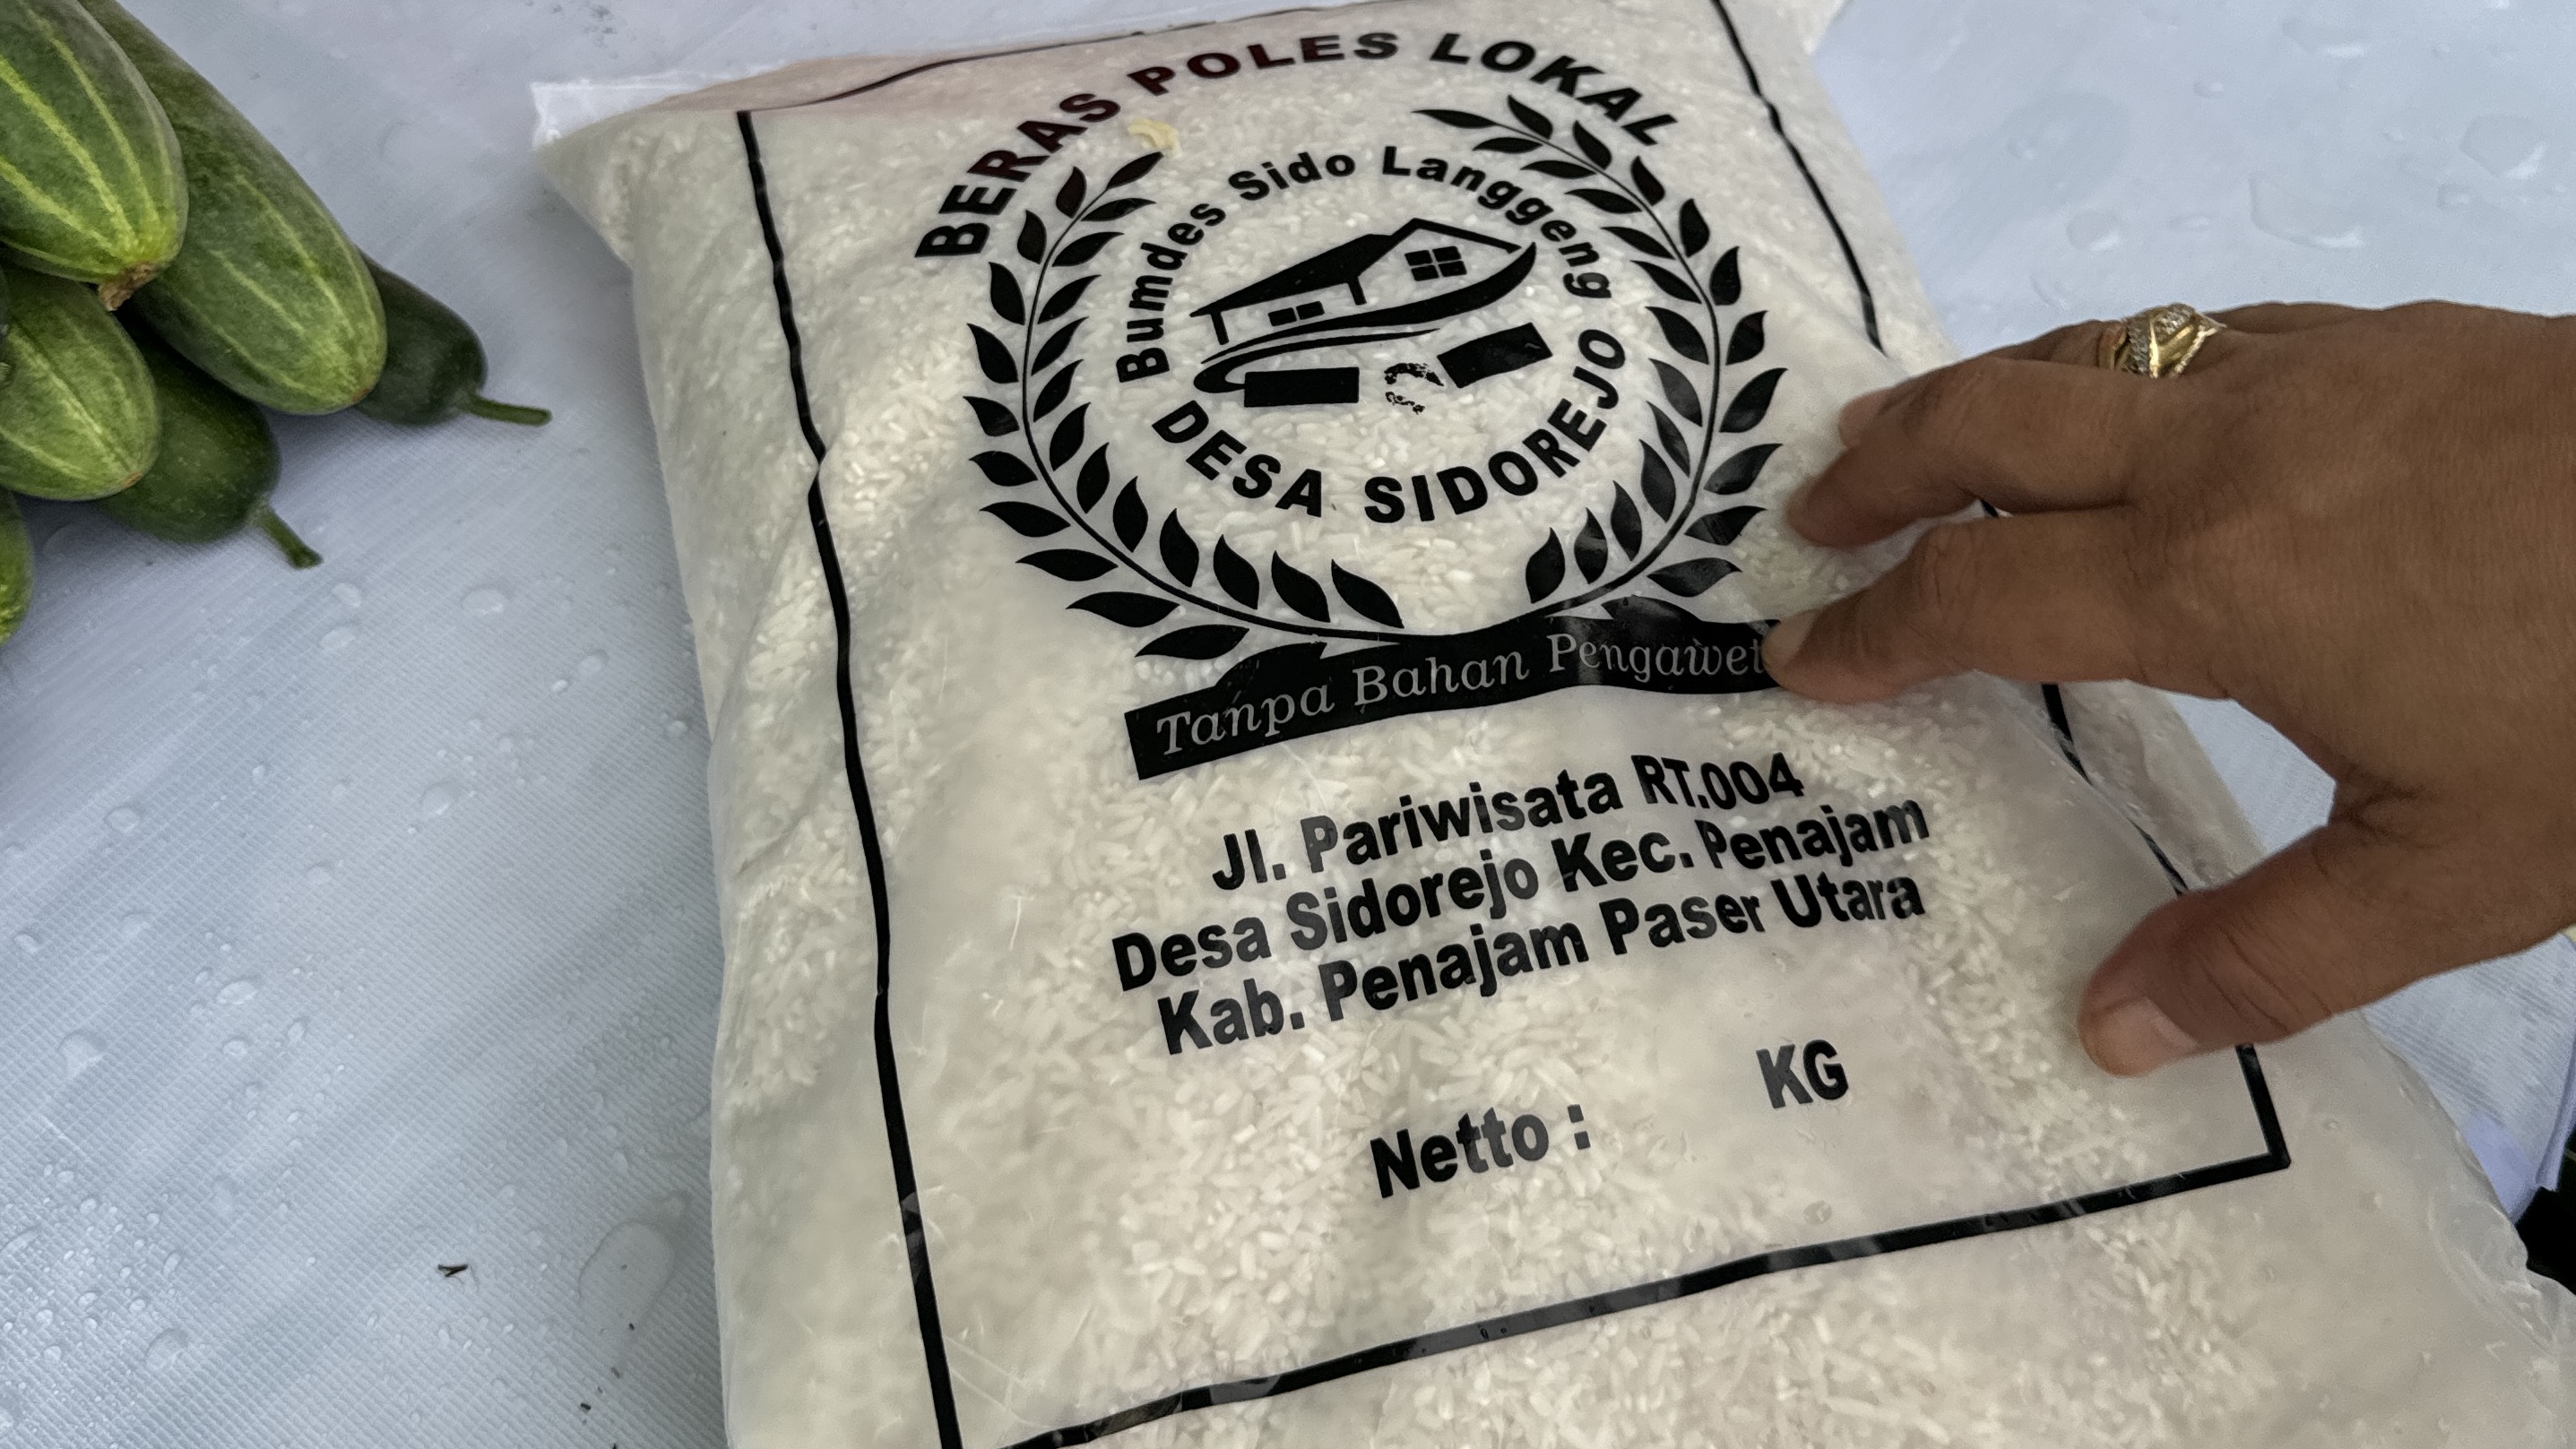 BERAS POLES LOKAL
Bumdes Sido Langgeng
DESA SIDOREJO
Tanpa Bahan Pengawet
Jl. Pariwisata RT.004
Desa Sidorejo Kec. Penajam
Kab. Penajam Paser Utara
Netto : KG